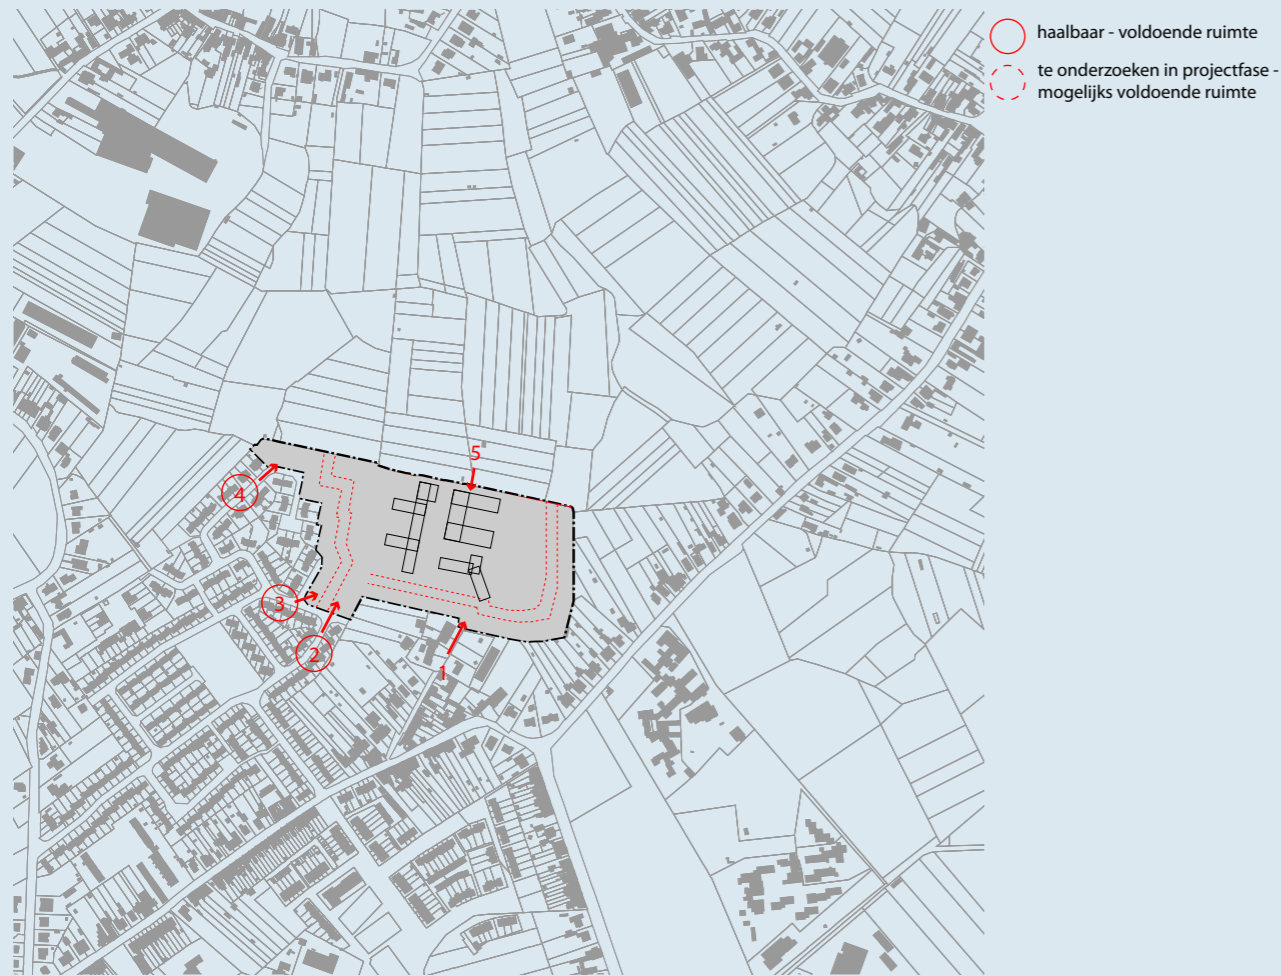 haalbaar - voldoende ruimte
te onderzoeken in projectfase -
mogelijks voldoende ruimte
5
4
3
2
1